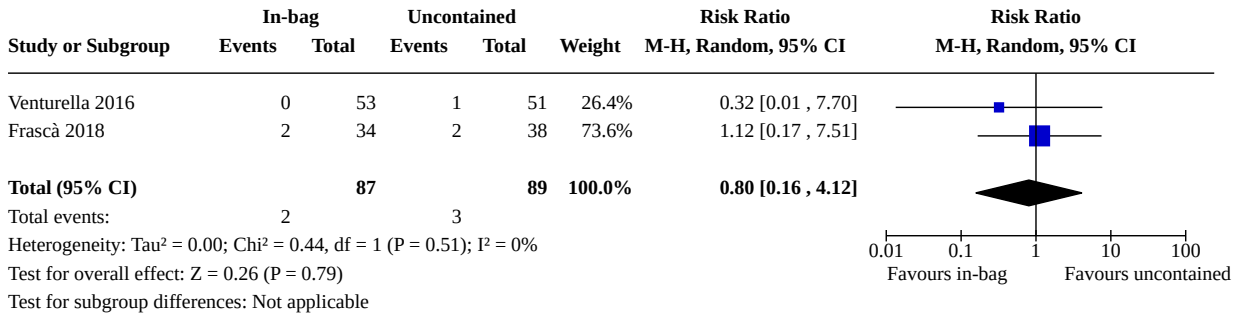 In-bag Uncontained Risk Ratio Risk Ratio
Study or Subgroup Events Total Events Total Weight M-H, Random, 95% CI M-H, Random, 95% CI
Venturella 2016 0 53 1 51 26.4% 0.32 [0.01 , 7.70]
Frascà 2018 2 34 2 38 73.6% 1.12 [0.17 , 7.51]
Total (95% CI) 87 89 100.0% 0.80 [0.16 , 4.12]
Total events: 2 3
Heterogeneity: Tau² = 0.00; Chi² = 0.44, df = 1 (P = 0.51); I² = 0%
0.01 0.1 1 10 100
Test for overall effect: Z = 0.26 (P = 0.79)
Favours in-bag Favours uncontained
Test for subgroup differences: Not applicable